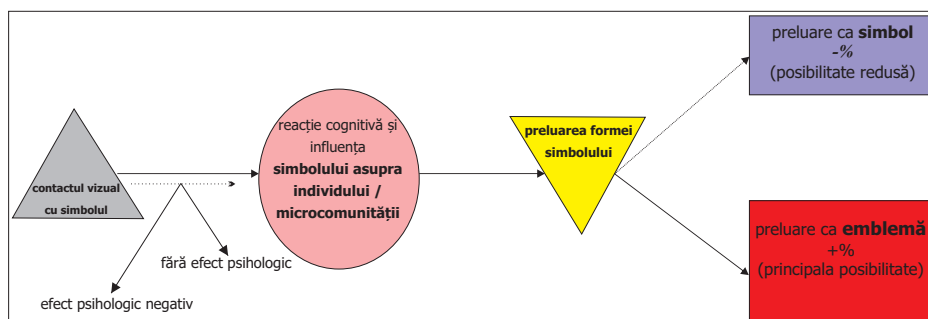 contactul vizual
cu simbolul
fără efect psihologic
efect psihologic negativ
reacție cognitivă și
influența
simbolului asupra
individului /
microcomunității
preluarea formei
simbolului
preluare ca simbol
-%
(posibilitate redusă)
preluare ca emblemă
+%
(principala posibilitate)